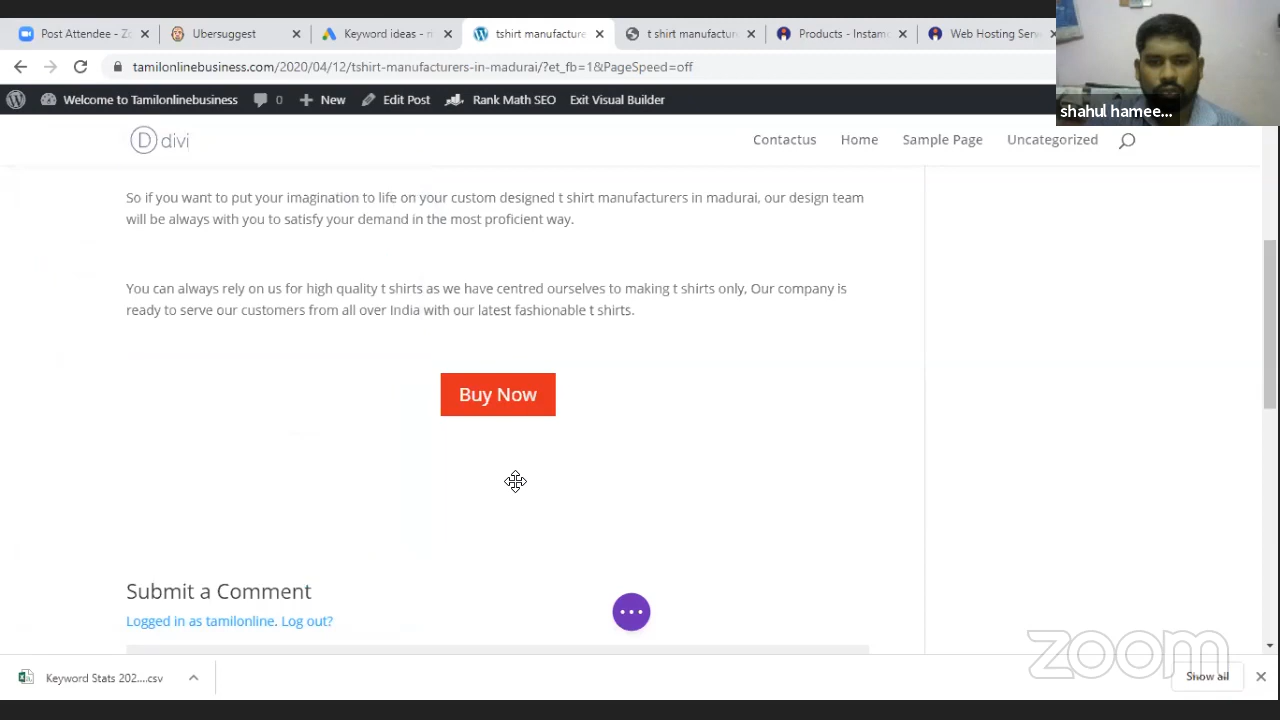 Post Attendee - Zo
Ubersuggest
Keyword ideas - n
tshirt manufacture
t shirt manufactur
Products - Instamo
Web Hosting Serv
tamilonlinebusiness.com/2020/04/12/tshirt-manufacturers-in-madurai/?et_fb=1&PageSpeed=off
shahul hamee...
Welcome to Tamilonlinebusiness
0
New
Edit Post
Rank Math SEO
Exit Visual Builder
D divi
Contactus
Home
Sample Page
Uncategorized
So if you want to put your imagination to life on your custom designed t shirt manufacturers in madurai, our design team
will be always with you to satisfy your demand in the most proficient way.
You can always rely on us for high quality t shirts as we have centred ourselves to making t shirts only, Our company is
ready to serve our customers from all over India with our latest fashionable t shirts.
Buy Now
Submit a Comment
Logged in as tamilonline. Log out?
zoom
Keyword Stats 202....csv
Show all